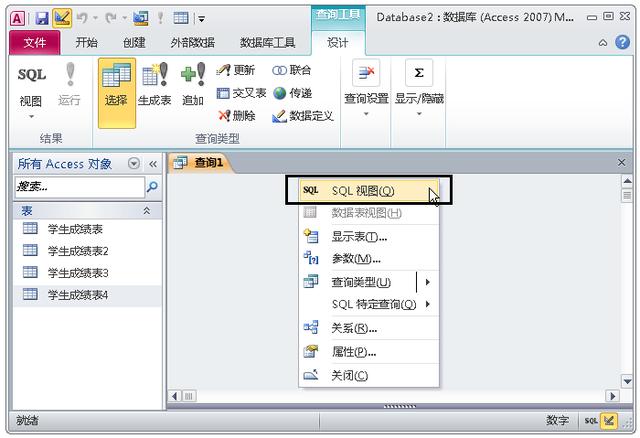 查询工具
Database2 : 数据库 (Access 2007) M...
文件 开始 创建 外部数据 数据库工具 设计
SQL
视图
运行
结果
选择
生成表
追加
更新
交叉表
删除
联合
传递
数据定义
查询类型
查询设置
Σ
显示/隐藏
所有 Access 对象
搜索...
表
学生成绩表
学生成绩表2
学生成绩表3
学生成绩表4
查询1
SQL SQL 视图(Q)
数据表视图(H)
显示表(T)...
参数(M)...
查询类型(U)
SQL 特定查询(Q)
关系(R)...
属性(P)...
关闭(C)
就绪
数字
SQL